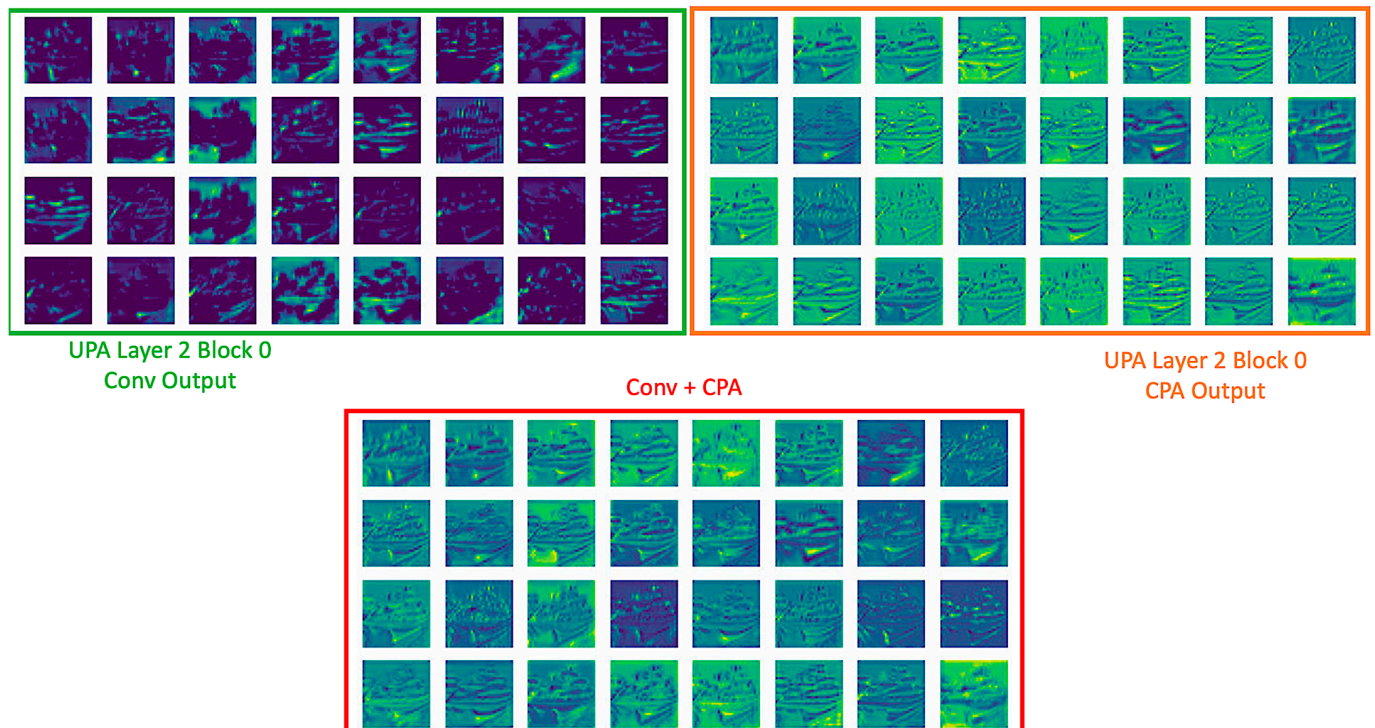 UPA Layer 2 Block 0
Conv Output
UPA Layer 2 Block 0
CPA Output
Conv + CPA